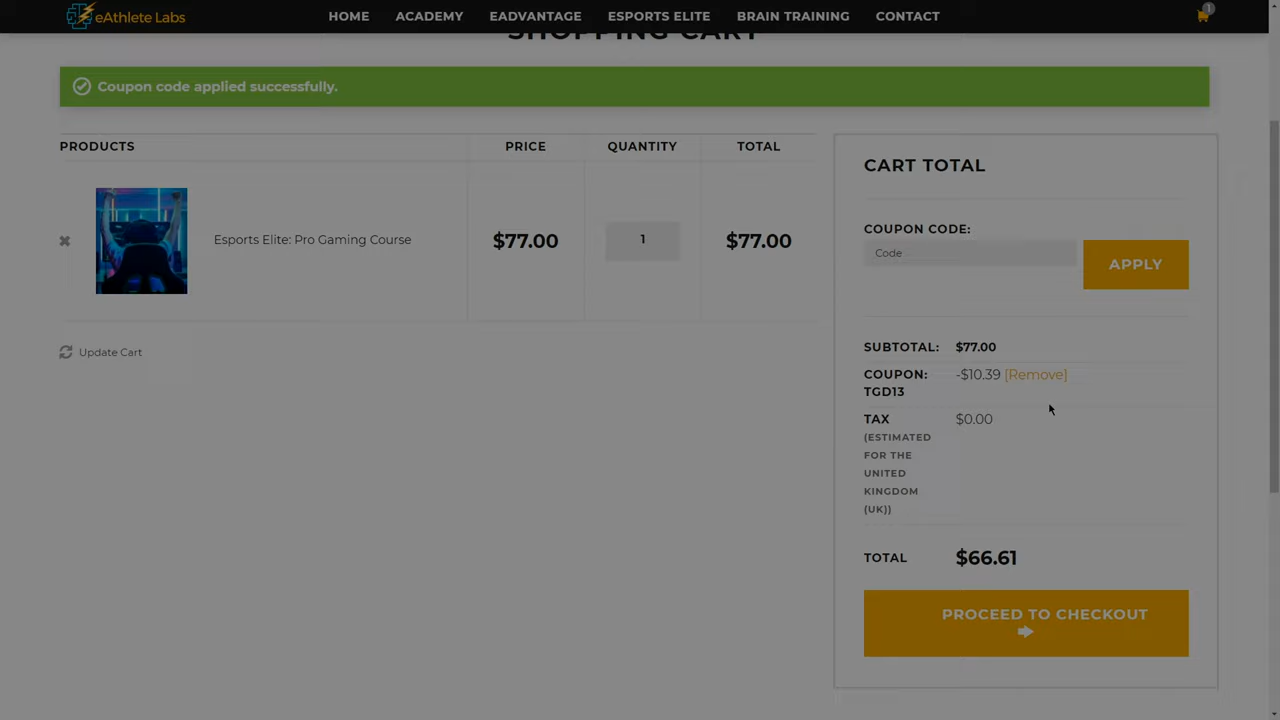 eAthlete Labs
HOME ACADEMY EADVANTAGE ESPORTS ELITE BRAIN TRAINING CONTACT 1
SHOPPING CART
Coupon code applied successfully.
PRODUCTS PRICE QUANTITY TOTAL
Esports Elite: Pro Gaming Course $77.00 1 $77.00
Update Cart
CART TOTAL
COUPON CODE:
Code
APPLY
SUBTOTAL: $77.00
COUPON: -$10.39 [Remove]
TGD13
TAX $0.00
(ESTIMATED
FOR THE
UNITED
KINGDOM
(UK))
TOTAL $66.61
PROCEED TO CHECKOUT